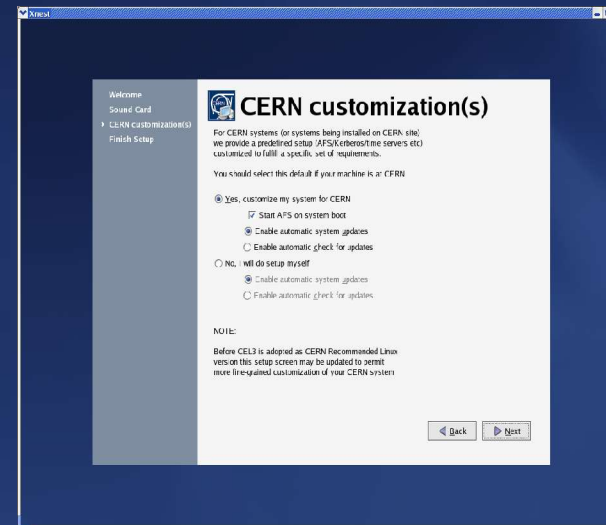 Xnest
Welcome
Sound Card
CERN customization(s)
Finish Setup
CERN customization(s)
For CERN systems (or systems being installed on CERN site)
we provide a predefined setup (AFS/Kerberos/time servers etc)
customized to fulfill a specific set of requirements.
You should select this default if your machine is at CERN
Yes, customize my system for CERN
Start AFS on system boot
Enable automatic system updates
Enable automatic check for updates
No, I will do setup myself
Enable automatic system updates
Enable automatic check for updates
NOTE:
Before CEL3 is adopted as CERN Recommended Linux
version this setup screen may be updated to permit
more fine-grained customization of your CERN system
Back
Next